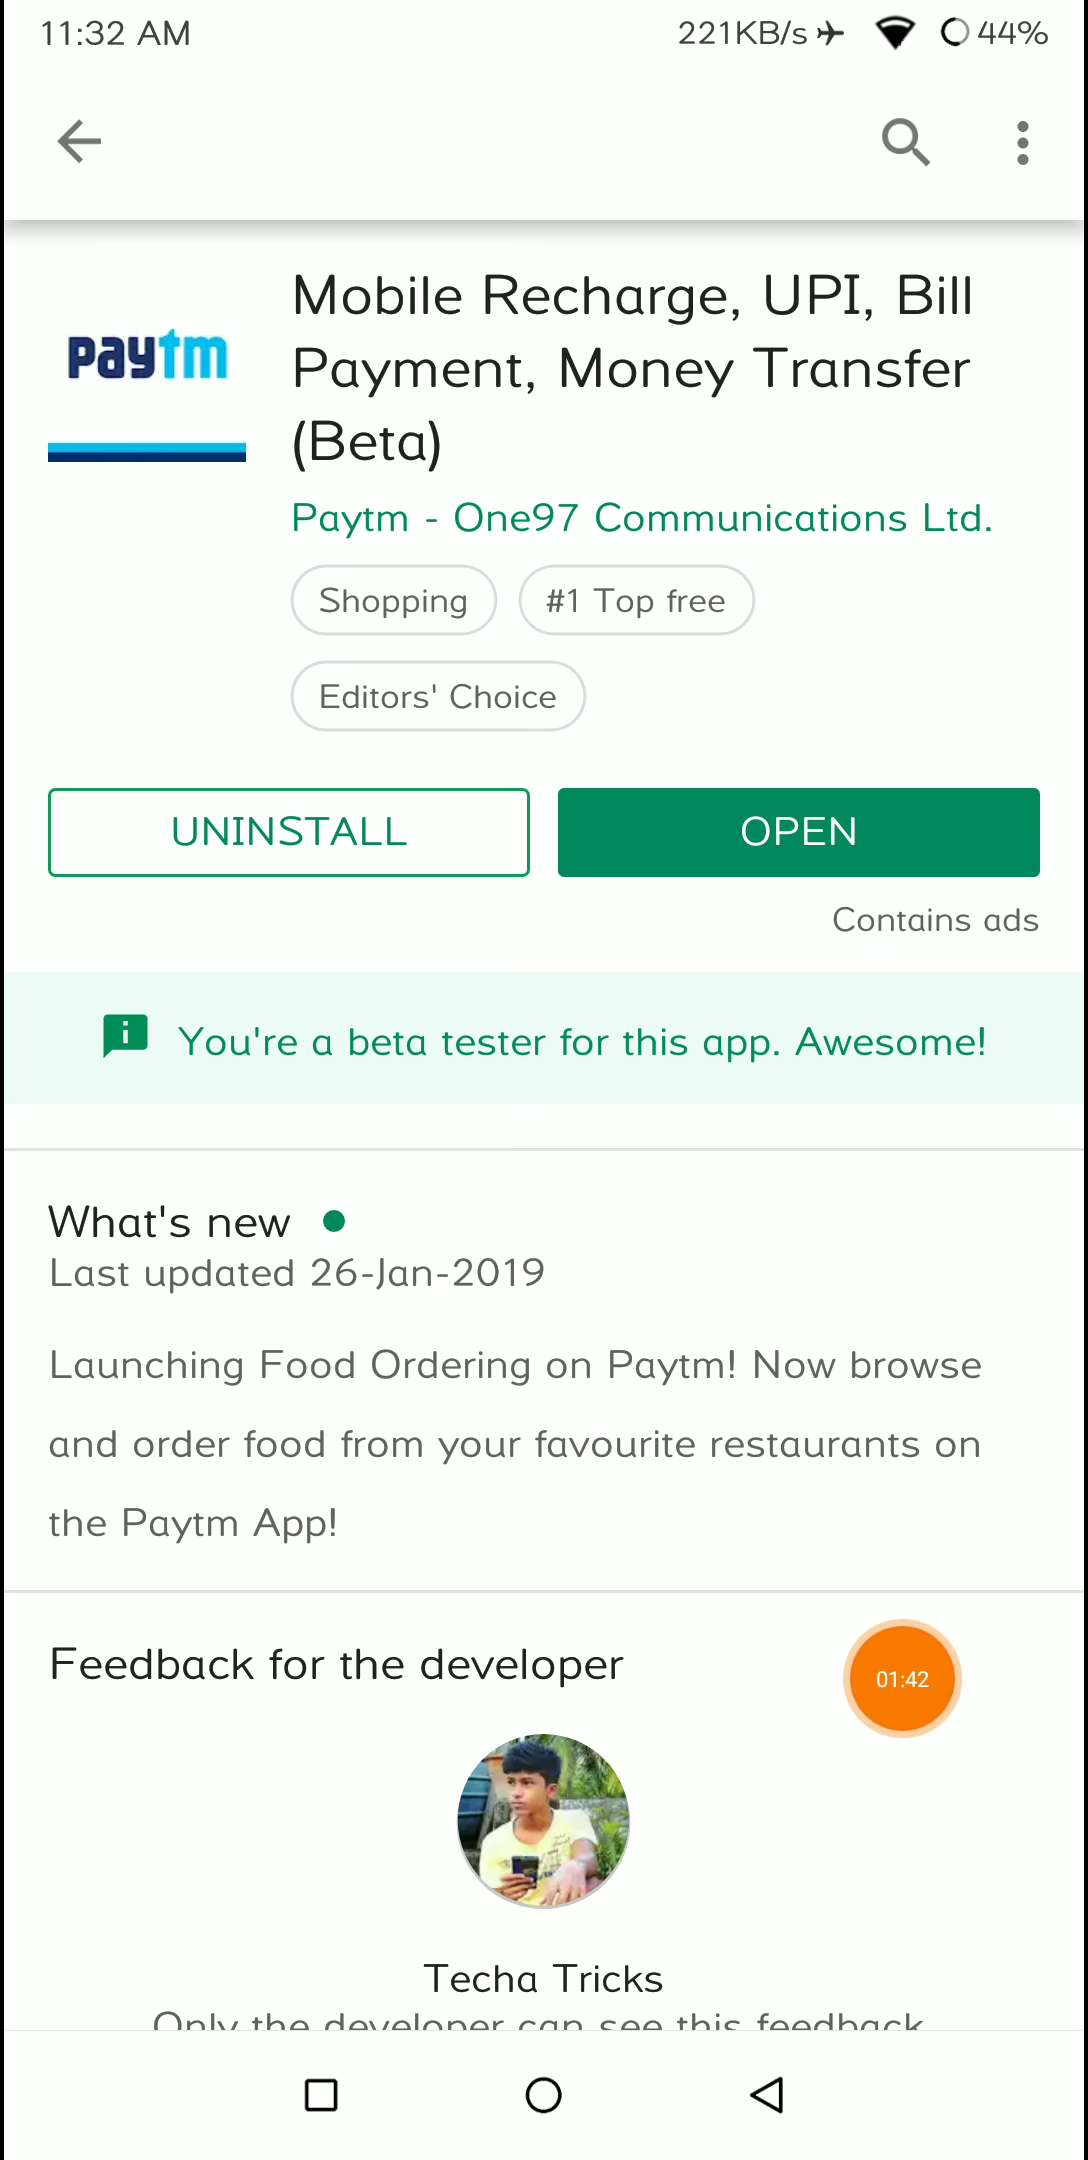 11:32 AM 221KB/s 44%
paytm
Mobile Recharge, UPI, Bill
Payment, Money Transfer
(Beta)
Paytm - One97 Communications Ltd.
Shopping #1 Top free
Editors' Choice
UNINSTALL OPEN
Contains ads
You're a beta tester for this app. Awesome!
What's new
Last updated 26-Jan-2019
Launching Food Ordering on Paytm! Now browse
and order food from your favourite restaurants on
the Paytm App!
Feedback for the developer
01:42
Techa Tricks
Only the developer can see this feedback